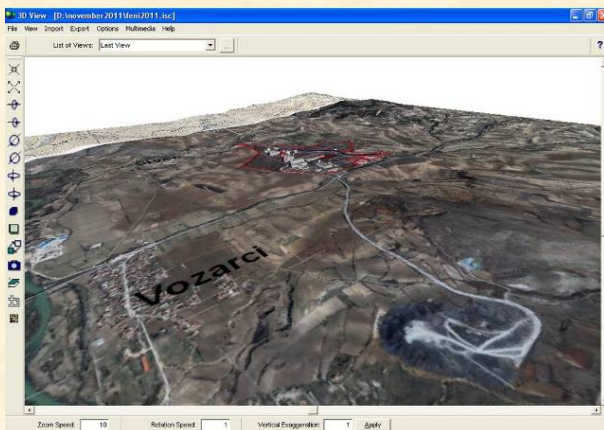 3D View - [D:\november2011\feni2011.isc]
File View Import Export Options Multimedia Help
List of Views: Last View ... ?
Vozarci
Zoom Speed: 10 Rotation Speed: 1 Vertical Exaggeration: 1 Apply